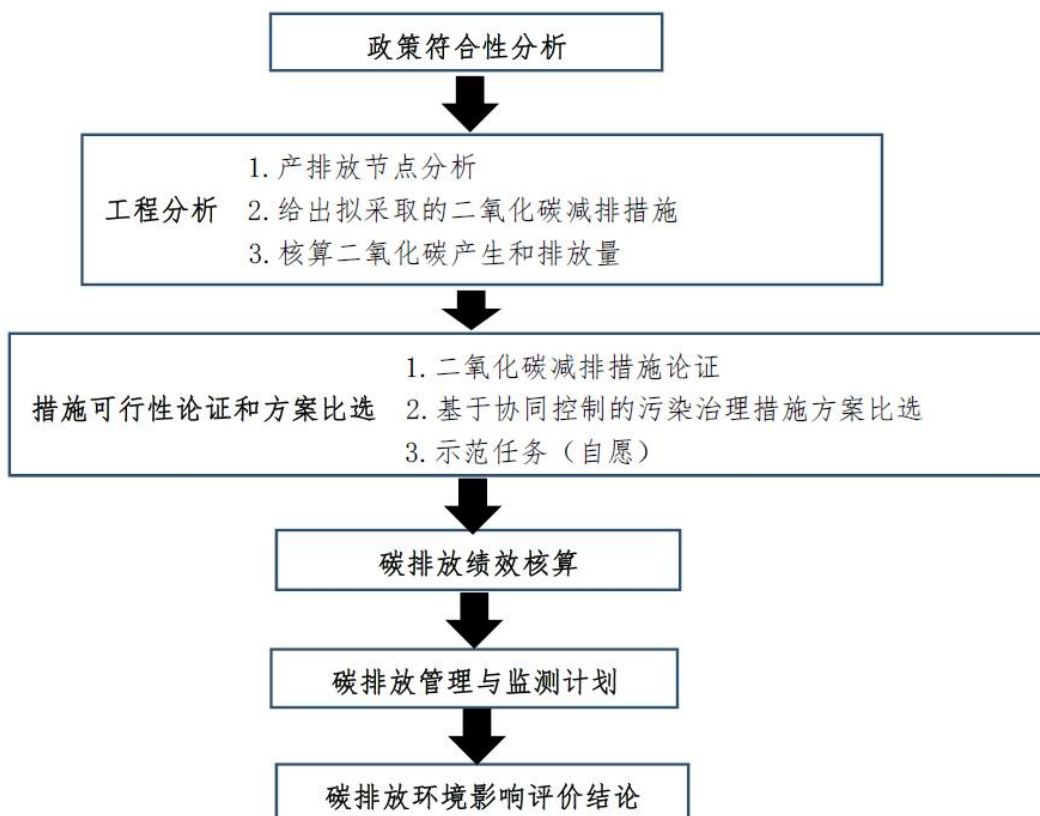 政策符合性分析
1.产排放节点分析
工程分析 2.给出拟采取的二氧化碳减排措施
3.核算二氧化碳产生和排放量
1.二氧化碳减排措施论证
措施可行性论证和方案比选 2.基于协同控制的污染治理措施方案比选
3.示范任务（自愿）
碳排放绩效核算
碳排放管理与监测计划
碳排放环境影响评价结论